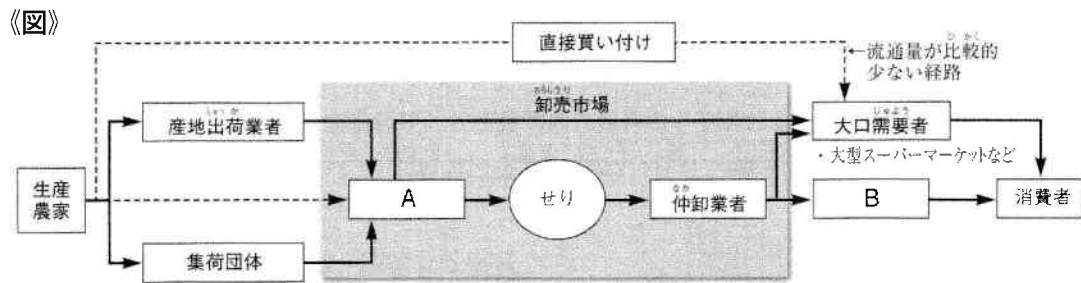 《図》
直接買い付け
←流通量が比較的
少ない経路
卸売市場
産地出荷業者
大口需要者
・大型スーパーマーケットなど
生産
農家
A
せり
仲卸業者
B
消費者
集荷団体